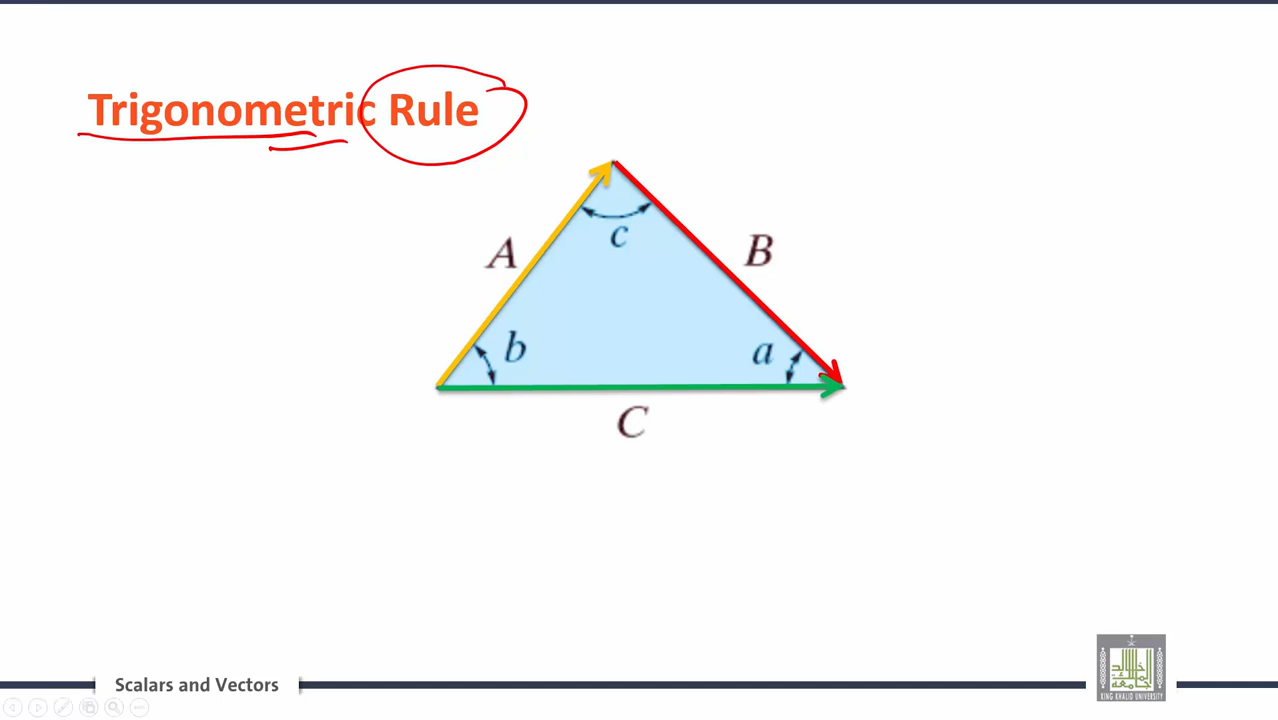 Trigonometric Rule
c
A
B
b
a
C
Scalars and Vectors
KING KHALID UNIVERSITY